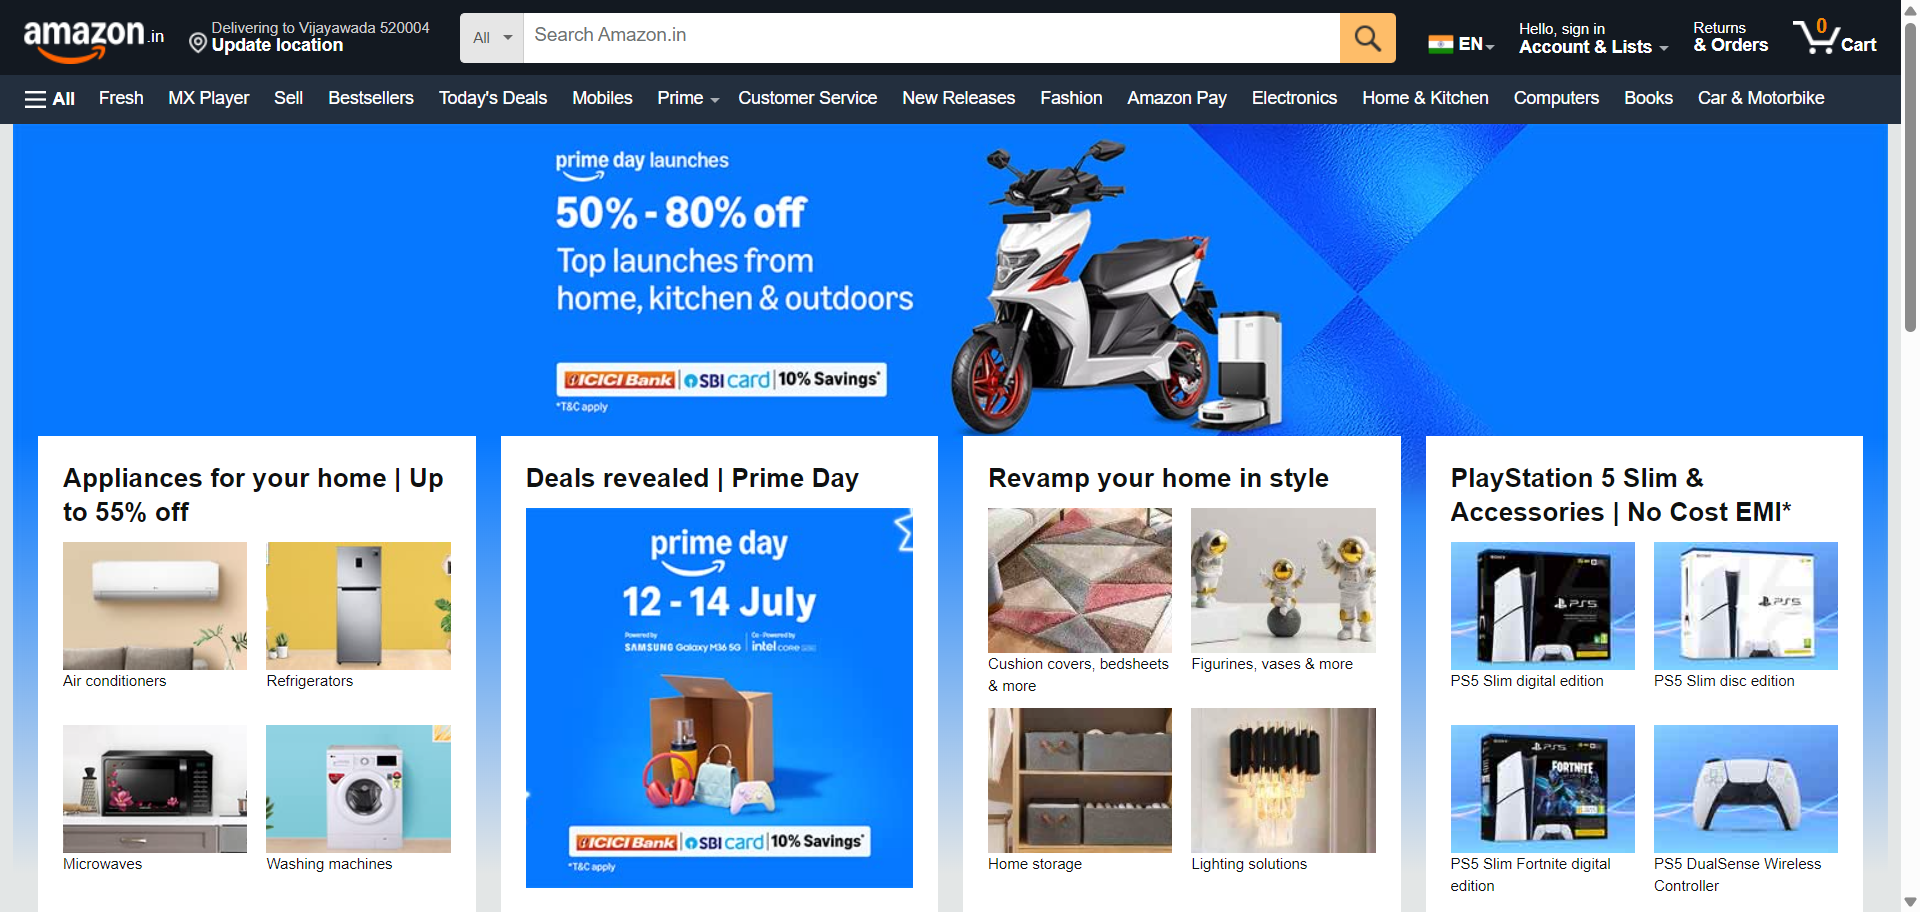 amazon.in
Delivering to Vijayawada 520004
Update location
All
Search Amazon.in
EN
Hello, sign in
Account & Lists
Returns
& Orders
0
Cart
All
Fresh
MX Player
Sell
Bestsellers
Today's Deals
Mobiles
Prime
Customer Service
New Releases
Fashion
Amazon Pay
Electronics
Home & Kitchen
Computers
Books
Car & Motorbike
prime day launches
50% - 80% off
Top launches from
home, kitchen & outdoors
ICICI Bank | SBI card | 10% Savings*
*T&C apply
Appliances for your home | Up
to 55% off
Air conditioners
Refrigerators
Microwaves
Washing machines
Deals revealed | Prime Day
prime day
12 - 14 July
Powered by
SAMSUNG Galaxy M36 5G
Co-Powered by
intel CORE
ICICI Bank | SBI card | 10% Savings*
*T&C apply
Revamp your home in style
Cushion covers, bedsheets
& more
Figurines, vases & more
Home storage
Lighting solutions
PlayStation 5 Slim &
Accessories | No Cost EMI*
PS5
PS5 Slim digital edition
PS5
PS5 Slim disc edition
PS5
FORTNITE
PS5 Slim Fortnite digital
edition
PS5 DualSense Wireless
Controller